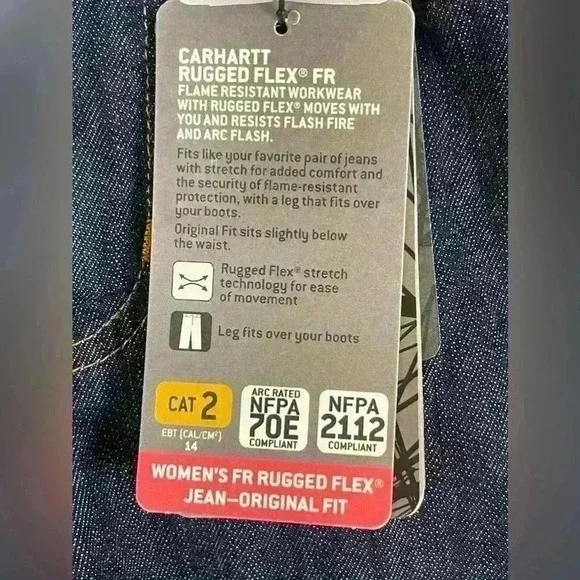 CARHARTT
RUGGED FLEX® FR
FLAME RESISTANT WORKWEAR
WITH RUGGED FLEX® MOVES WITH
YOU AND RESISTS FLASH FIRE
AND ARC FLASH.
Fits like your favorite pair of jeans
with stretch for added comfort and
the security of flame-resistant
protection, with a leg that fits over
your boots.
Original Fit sits slightly below
the waist.
Rugged Flex® stretch
technology for ease
of movement
Leg fits over your boots
CAT 2
EBT (CAL/CM²)
14
ARC RATED
NFPA
70E
COMPLIANT
NFPA
2112
COMPLIANT
WOMEN'S FR RUGGED FLEX®
JEAN—ORIGINAL FIT